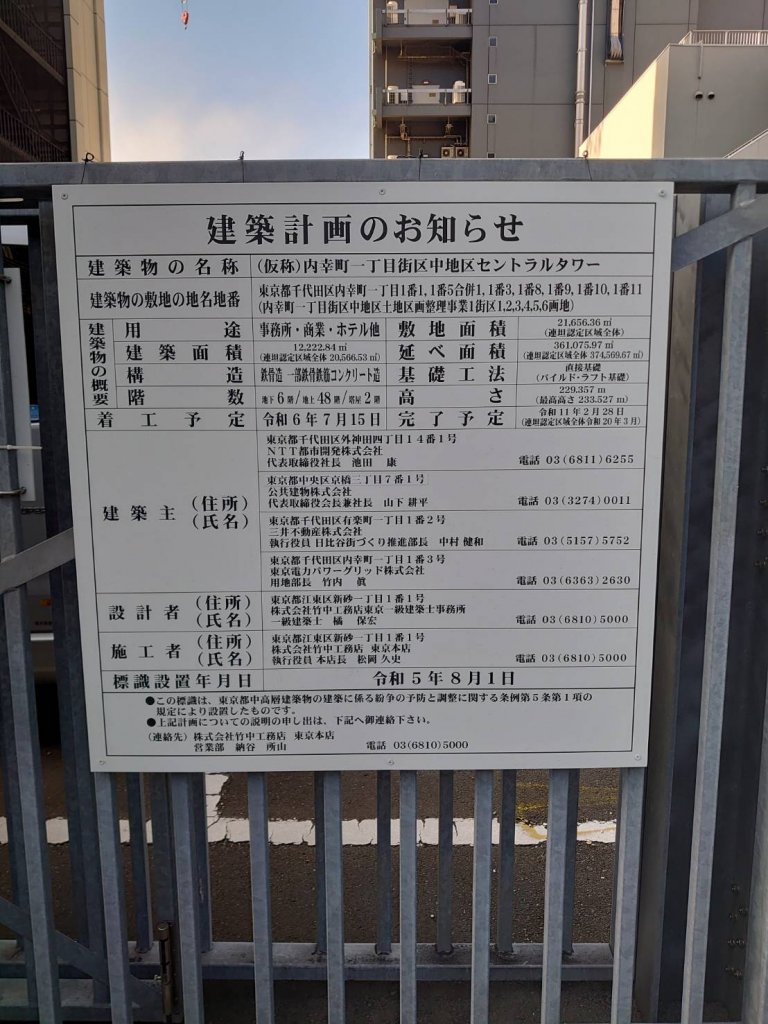 建築計画のお知らせ
建築物の名称 (仮称)内幸町一丁目街区中地区セントラルタワー
建築物の敷地の地名地番 東京都千代田区内幸町一丁目1番1,1番5合併1,1番3,1番8,1番9,1番10,1番11
(内幸町一丁目街区中地区土地区画整理事業1街区1,2,3,4,5,6画地)
建築物の概要
用途 事務所・商業・ホテル他 敷地面積 21,656.36㎡
(連坦認定区域全体)
建築面積 12,222.84㎡
(連坦認定区域全体 20,566.53㎡)
延べ面積 361,075.97㎡
(連坦認定区域全体 374,569.67㎡)
構造 鉄骨造 一部鉄骨鉄筋コンクリート造 基礎工法 直接基礎
(パイルド・ラフト基礎)
階数 地下6階/地上48階/塔屋2階 高さ 229.357m
(最高高さ 233.527m)
着工予定 令和6年7月15日 完了予定 令和11年2月28日
(連坦認定区域全体令和20年3月)
建築主 (住所)
(氏名)
東京都千代田区外神田四丁目14番1号
NTT都市開発株式会社
代表取締役社長 池田 康 電話 03(6811)6255
東京都中央区京橋三丁目7番1号
公共建物株式会社
代表取締役会長兼社長 山下 耕平 電話 03(3274)0011
東京都千代田区有楽町一丁目1番2号
三井不動産株式会社
執行役員 日比谷街づくり推進部長 中村 健和 電話 03(5157)5752
東京都千代田区内幸町一丁目1番3号
東京電力パワーグリッド株式会社
用地部長 竹内 眞 電話 03(6363)2630
設計者 (住所)
(氏名)
東京都江東区新砂一丁目1番1号
株式会社竹中工務店東京一級建築士事務所
一級建築士 橘 保宏 電話 03(6810)5000
施工者 (住所)
(氏名)
東京都江東区新砂一丁目1番1号
株式会社竹中工務店 東京本店
執行役員 本店長 松岡 久史 電話 03(6810)5000
標識設置年月日 令和5年8月1日
●この標識は、東京都中高層建築物の建築に係る紛争の予防と調整に関する条例第5条第1項の
規定により設置したものです。
●上記計画についての説明の申し出は、下記へ御連絡下さい。
(連絡先)株式会社竹中工務店 東京本店
営業部 納谷 所山 電話 03(6810)5000